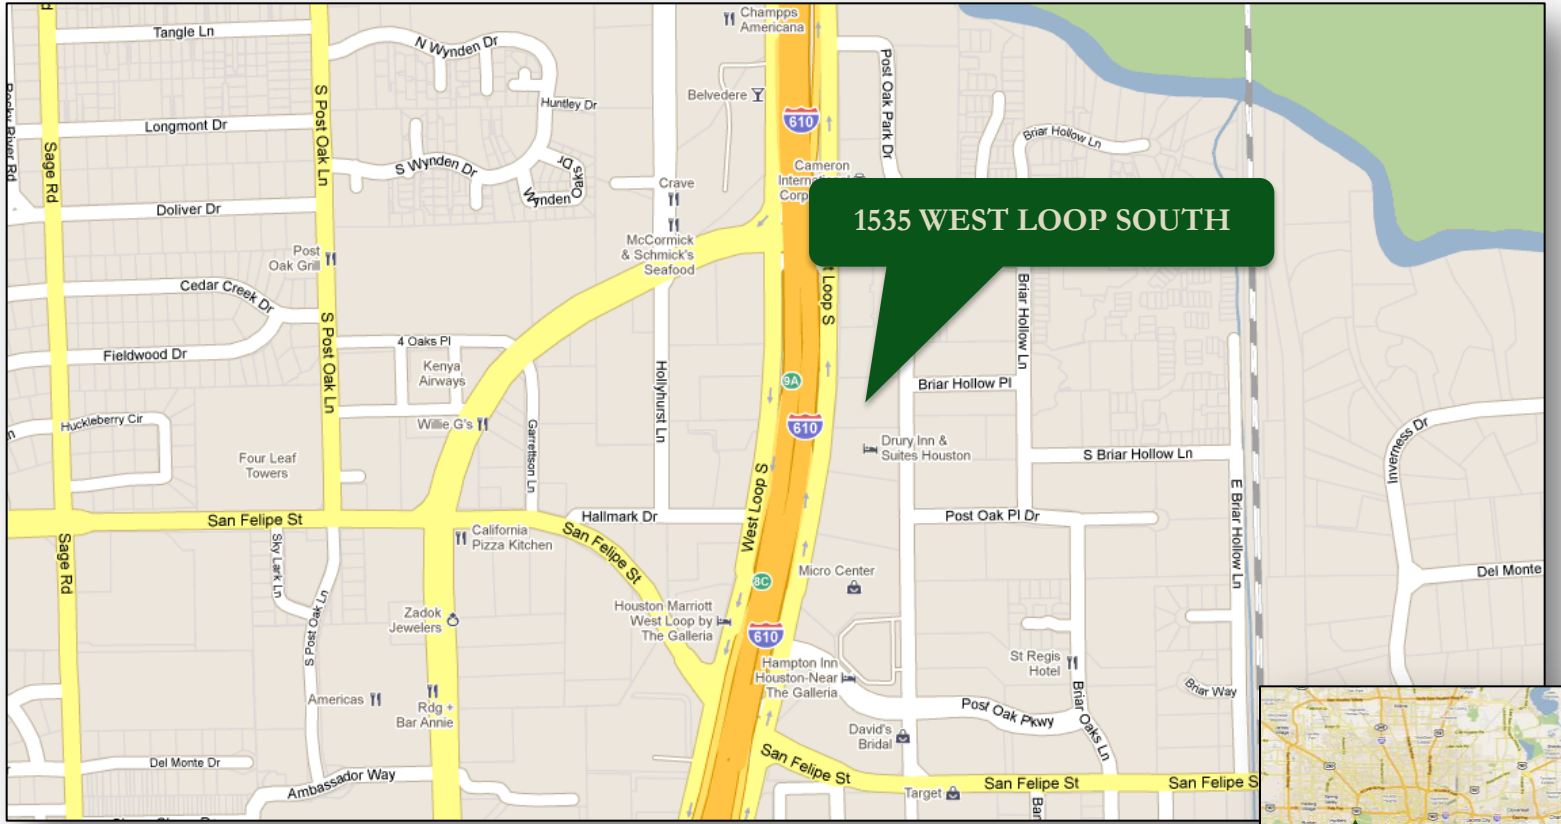 Tangle Ln
N Wynden Dr
Champps
Americana
S Post Oak Ln
Post Oak Park Dr
Belvedere
Huntley Dr
610
Longmont Dr
Briar Hollow Ln
Sage Rd
S Wynden Dr
Wynden
Oaks Dr
Cameron
Crave
Doliver Dr
1535 WEST LOOP SOUTH
McCormick
& Schmick's
Seafood
Post
Oak Grill
Cedar Creek Dr
Loop S
Briar Hollow Ln
S Post Oak Ln
4 Oaks Pl
Fieldwood Dr
Kenya
Airways
Hollyhurst Ln
9A
Briar Hollow Pl
Huckleberry Cir
Willie G's
Garrettson Ln
610
Inverness Dr
Drury Inn &
Suites Houston
S Briar Hollow Ln
Four Leaf
Towers
West Loop S
E Briar Hollow Ln
San Felipe St
Hallmark Dr
Post Oak Pl Dr
California
Pizza Kitchen
San Felipe St
Sage Rd
Sky Lark Ln
Micro Center
8C
Del Monte
Houston Marriott
West Loop by
The Galleria
Zadok
Jewelers
S Post Oak Ln
610
Hampton Inn
Houston-Near
The Galleria
St Regis
Hotel
Briar Way
Americas
Rdg +
Bar Annie
Post Oak Pkwy
Briar Oaks Ln
David's
Bridal
San Felipe St
Del Monte Dr
Ambassador Way
Target
San Felipe St
San Felipe S